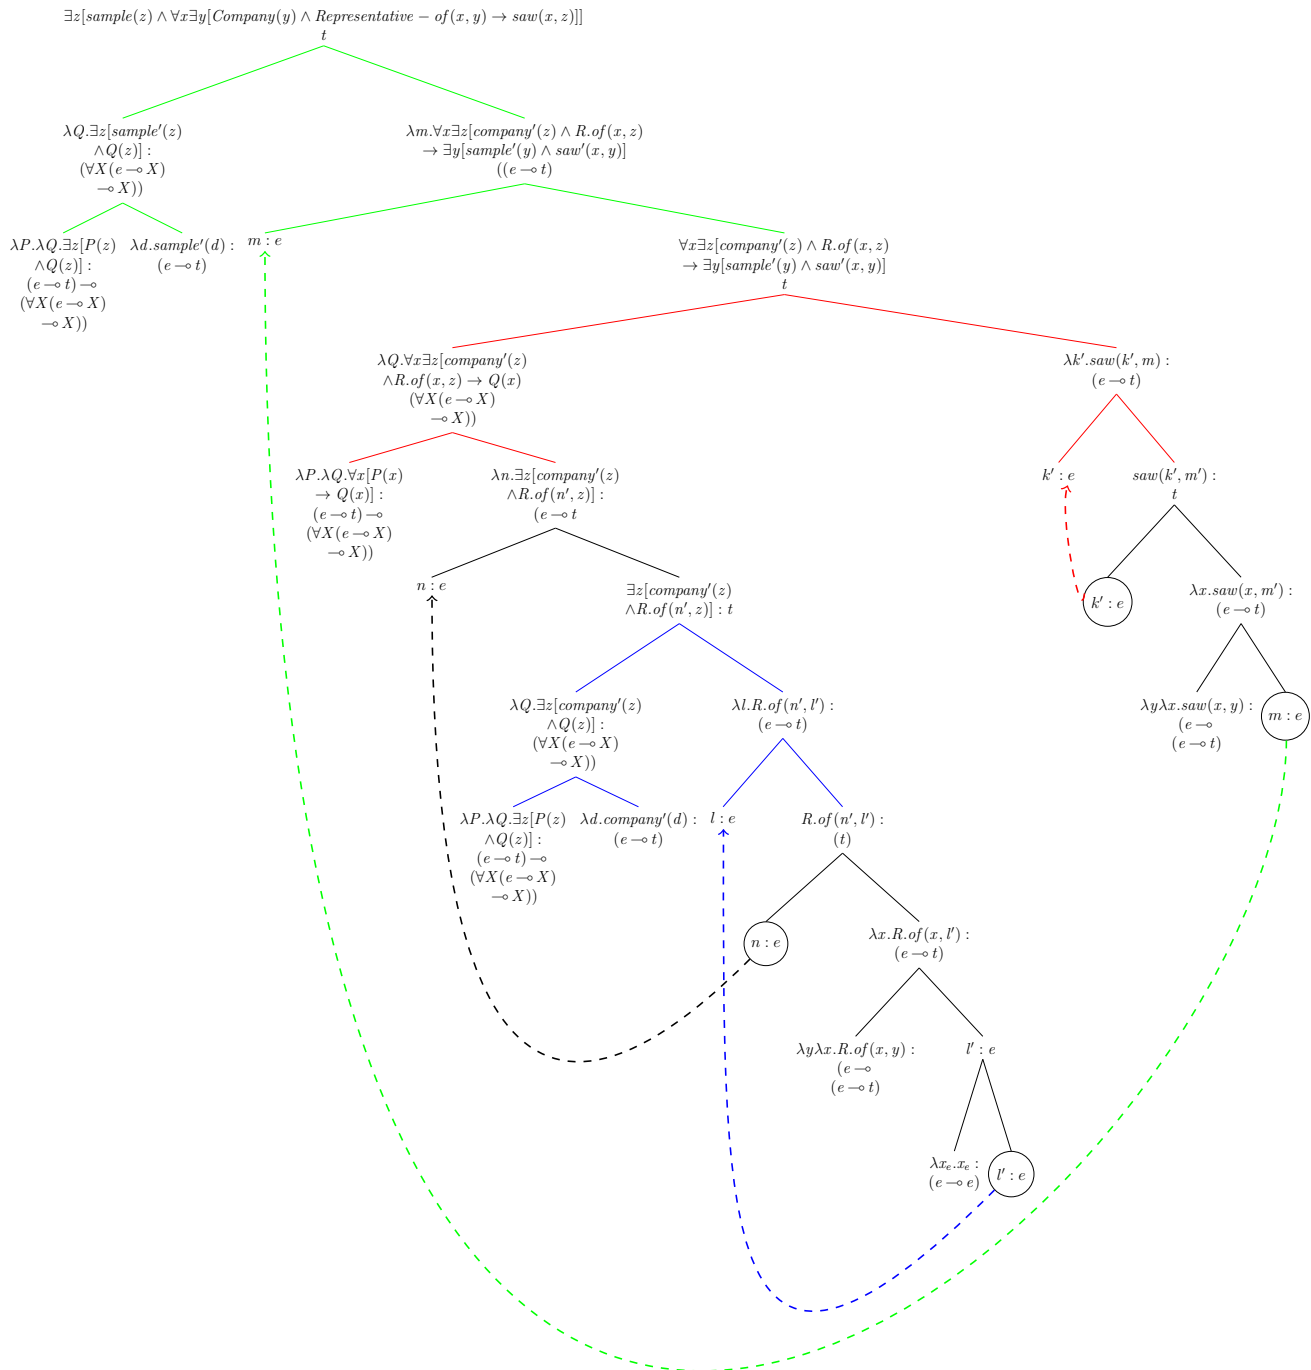 ∃z[sample(z) ∧ ∀x∃y[Company(y) ∧ Representative − of(x, y) → saw(x, z)]]
t
λQ.∃z[sample′(z)
∧Q(z)] :
(∀X(e ⊸ X)
⊸ X))
λm.∀x∃z[company′(z) ∧ R.of(x, z)
→ ∃y[sample′(y) ∧ saw′(x, y)]
((e ⊸ t)
λP.λQ.∃z[P(z)
∧Q(z)] :
(e ⊸ t) ⊸
(∀X(e ⊸ X)
⊸ X))
λd.sample′(d) :
(e ⊸ t)
m : e
∀x∃z[company′(z) ∧ R.of(x, z)
→ ∃y[sample′(y) ∧ saw′(x, y)]
t
λQ.∀x∃z[company′(z)
∧R.of(x, z) → Q(x)
(∀X(e ⊸ X)
⊸ X))
λk′.saw(k′, m) :
(e ⊸ t)
λP.λQ.∀x[P(x)
→ Q(x)] :
(e ⊸ t) ⊸
(∀X(e ⊸ X)
⊸ X))
λn.∃z[company′(z)
∧R.of(n′, z)] :
(e ⊸ t
k′ : e
saw(k′, m′) :
t
n : e
∃z[company′(z)
∧R.of(n′, z)] : t
k′ : e
λx.saw(x, m′) :
(e ⊸ t)
λQ.∃z[company′(z)
∧Q(z)] :
(∀X(e ⊸ X)
⊸ X))
λl.R.of(n′, l′) :
(e ⊸ t)
λyλx.saw(x, y) :
(e ⊸
(e ⊸ t)
m : e
λP.λQ.∃z[P(z)
∧Q(z)] :
(e ⊸ t) ⊸
(∀X(e ⊸ X)
⊸ X))
λd.company′(d) :
(e ⊸ t)
l : e
R.of(n′, l′) :
(t)
n : e
λx.R.of(x, l′) :
(e ⊸ t)
λyλx.R.of(x, y) :
(e ⊸
(e ⊸ t)
l′ : e
λxₑ.xₑ :
(e ⊸ e)
l′ : e